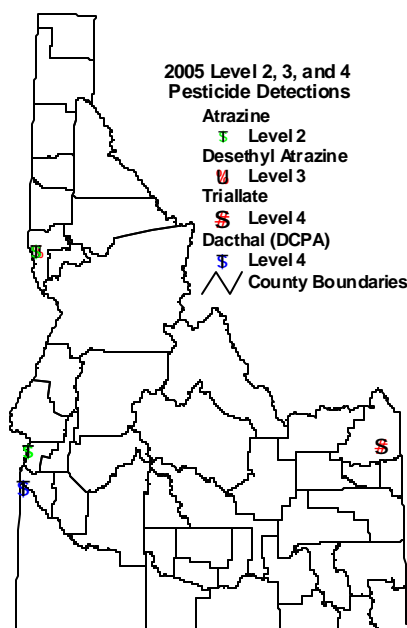 2005 Level 2, 3, and 4
Pesticide Detections
Atrazine
Level 2
Desethyl Atrazine
Level 3
Triallate
Level 4
Dacthal (DCPA)
Level 4
County Boundaries